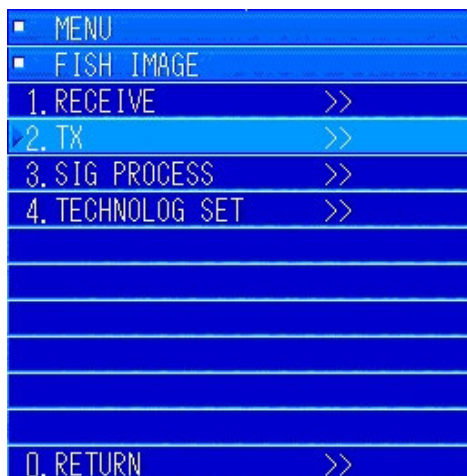 MENU
FISH IMAGE
1. RECEIVE >>
2. TX >>
3. SIG PROCESS >>
4. TECHNOLOG SET >>
0. RETURN >>